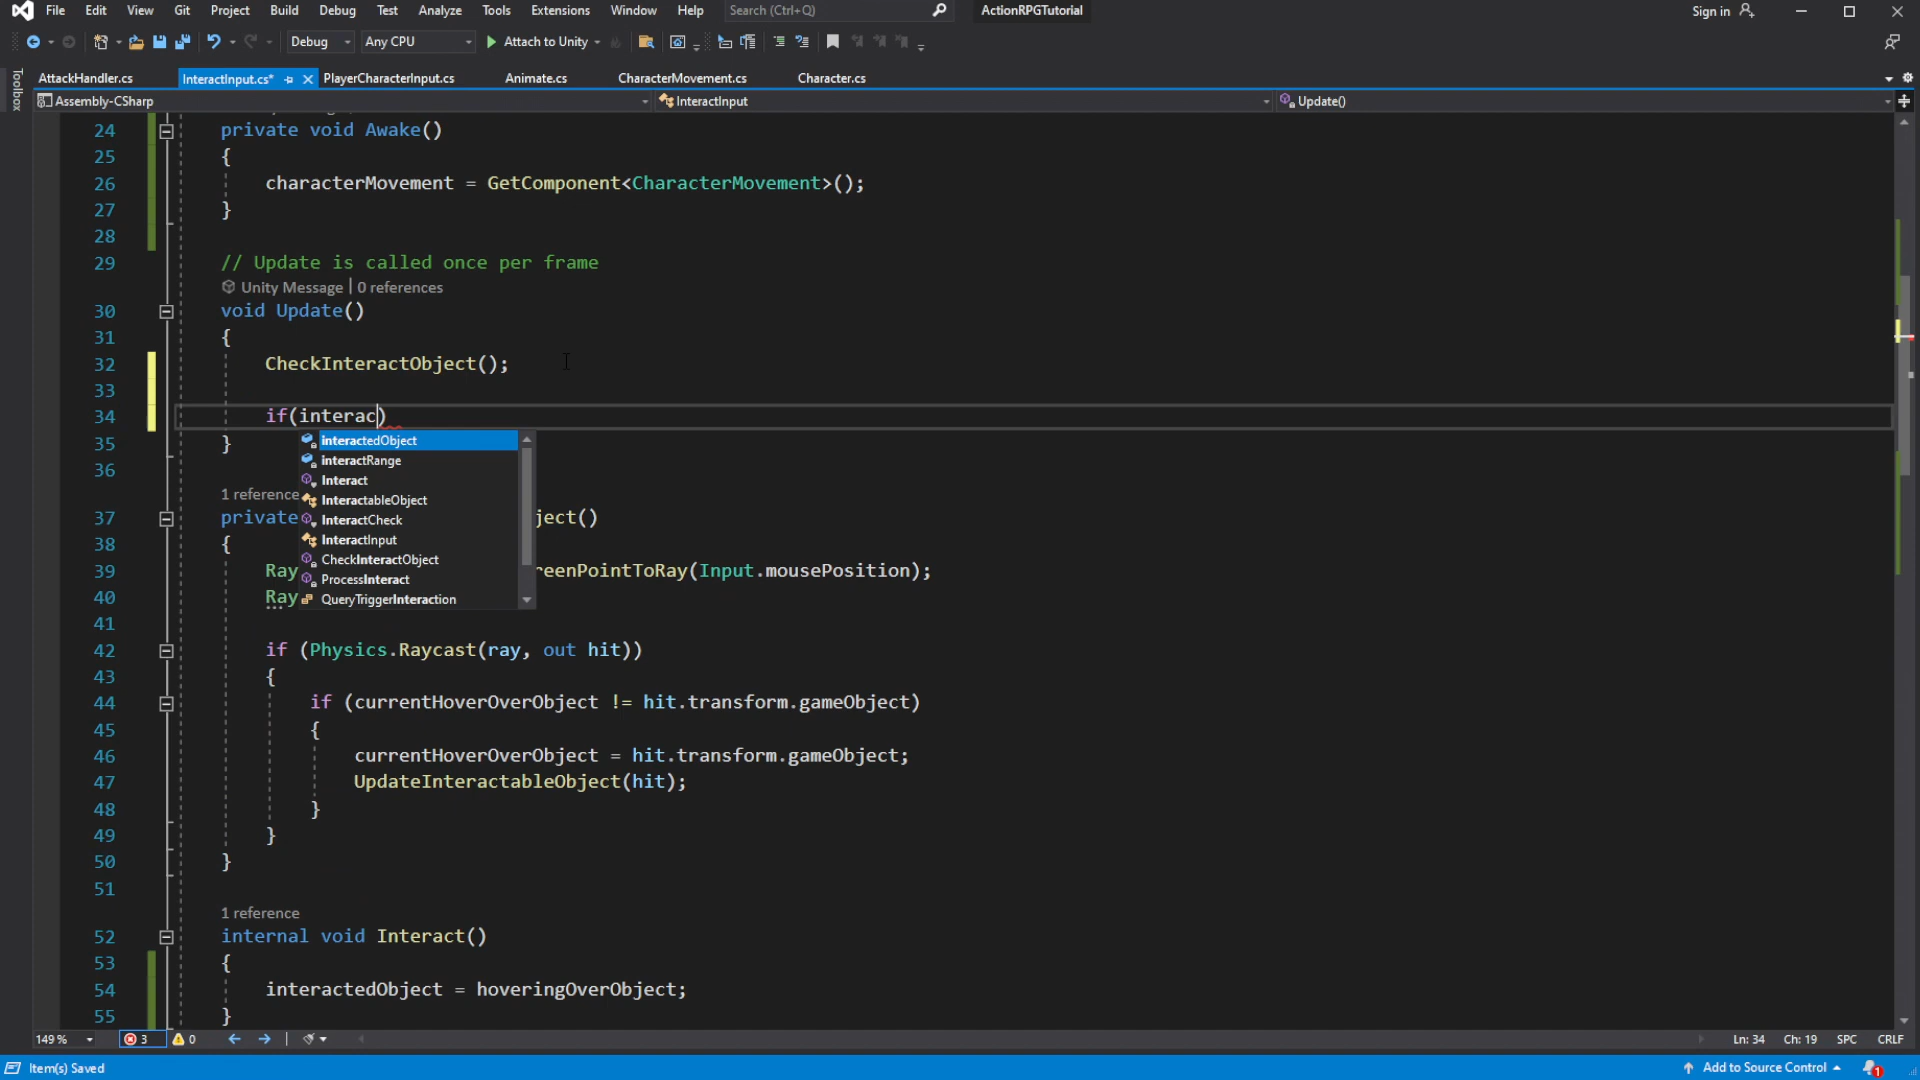 File Edit View Git Project Build Debug Test Analyze Tools Extensions Window Help Search (Ctrl+Q) ActionRPGTutorial Sign in
Debug Any CPU Attach to Unity
AttackHandler.cs InteractInput.cs* PlayerCharacterInput.cs Animate.cs CharacterMovement.cs Character.cs
Toolbox
Assembly-CSharp InteractInput Update()
24 private void Awake()
25 {
26 characterMovement = GetComponent<CharacterMovement>();
27 }
28
29 // Update is called once per frame
Unity Message | 0 references
30 void Update()
31 {
32 CheckInteractObject();
33
34 if(interac)
interactedObject
35 }
interactRange
36
Interact
1 reference
InteractableObject
37 private ject()
InteractCheck
38 {
InteractInput
CheckInteractObject
39 Ray reenPointToRay(Input.mousePosition);
ProcessInteract
40 Ray
QueryTriggerInteraction
41
42 if (Physics.Raycast(ray, out hit))
43 {
44 if (currentHoverOverObject != hit.transform.gameObject)
45 {
46 currentHoverOverObject = hit.transform.gameObject;
47 UpdateInteractableObject(hit);
48 }
49 }
50 }
51
1 reference
52 internal void Interact()
53 {
54 interactedObject = hoveringOverObject;
55 }
149 % 3 0 Ln: 34 Ch: 19 SPC CRLF
Item(s) Saved Add to Source Control 1